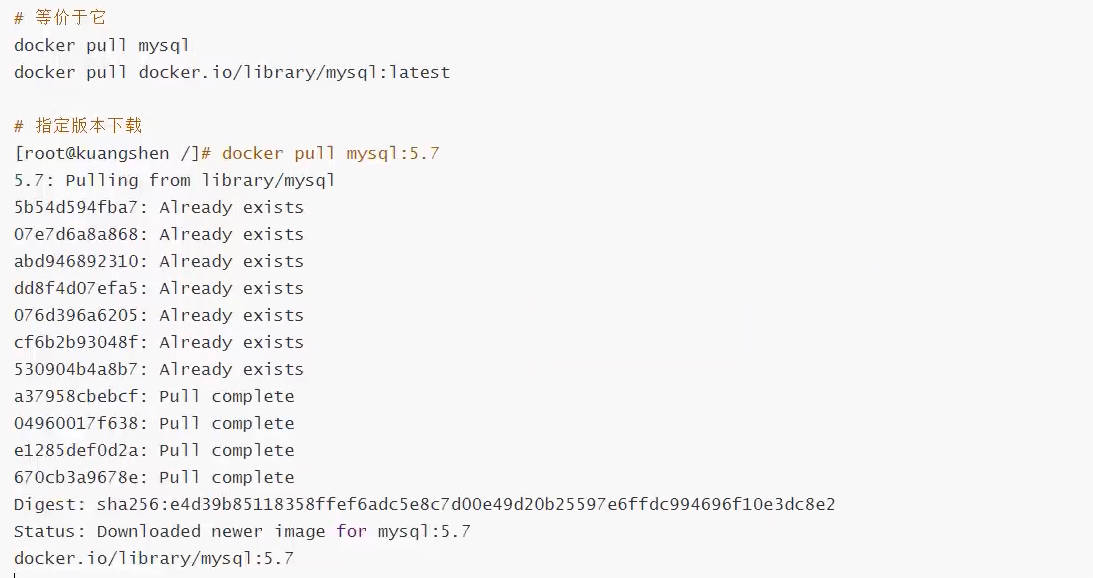 # 等价于它
docker pull mysql
docker pull docker.io/library/mysql:latest
# 指定版本下载
[root@kuangshen /]# docker pull mysql:5.7
5.7: Pulling from library/mysql
5b54d594fba7: Already exists
07e7d6a8a868: Already exists
abd946892310: Already exists
dd8f4d07efa5: Already exists
076d396a6205: Already exists
cf6b2b93048f: Already exists
530904b4a8b7: Already exists
a37958cbebcf: Pull complete
04960017f638: Pull complete
e1285def0d2a: Pull complete
670cb3a9678e: Pull complete
Digest: sha256:e4d39b85118358ffef6adc5e8c7d00e49d20b25597e6ffdc994696f10e3dc8e2
Status: Downloaded newer image for mysql:5.7
docker.io/library/mysql:5.7